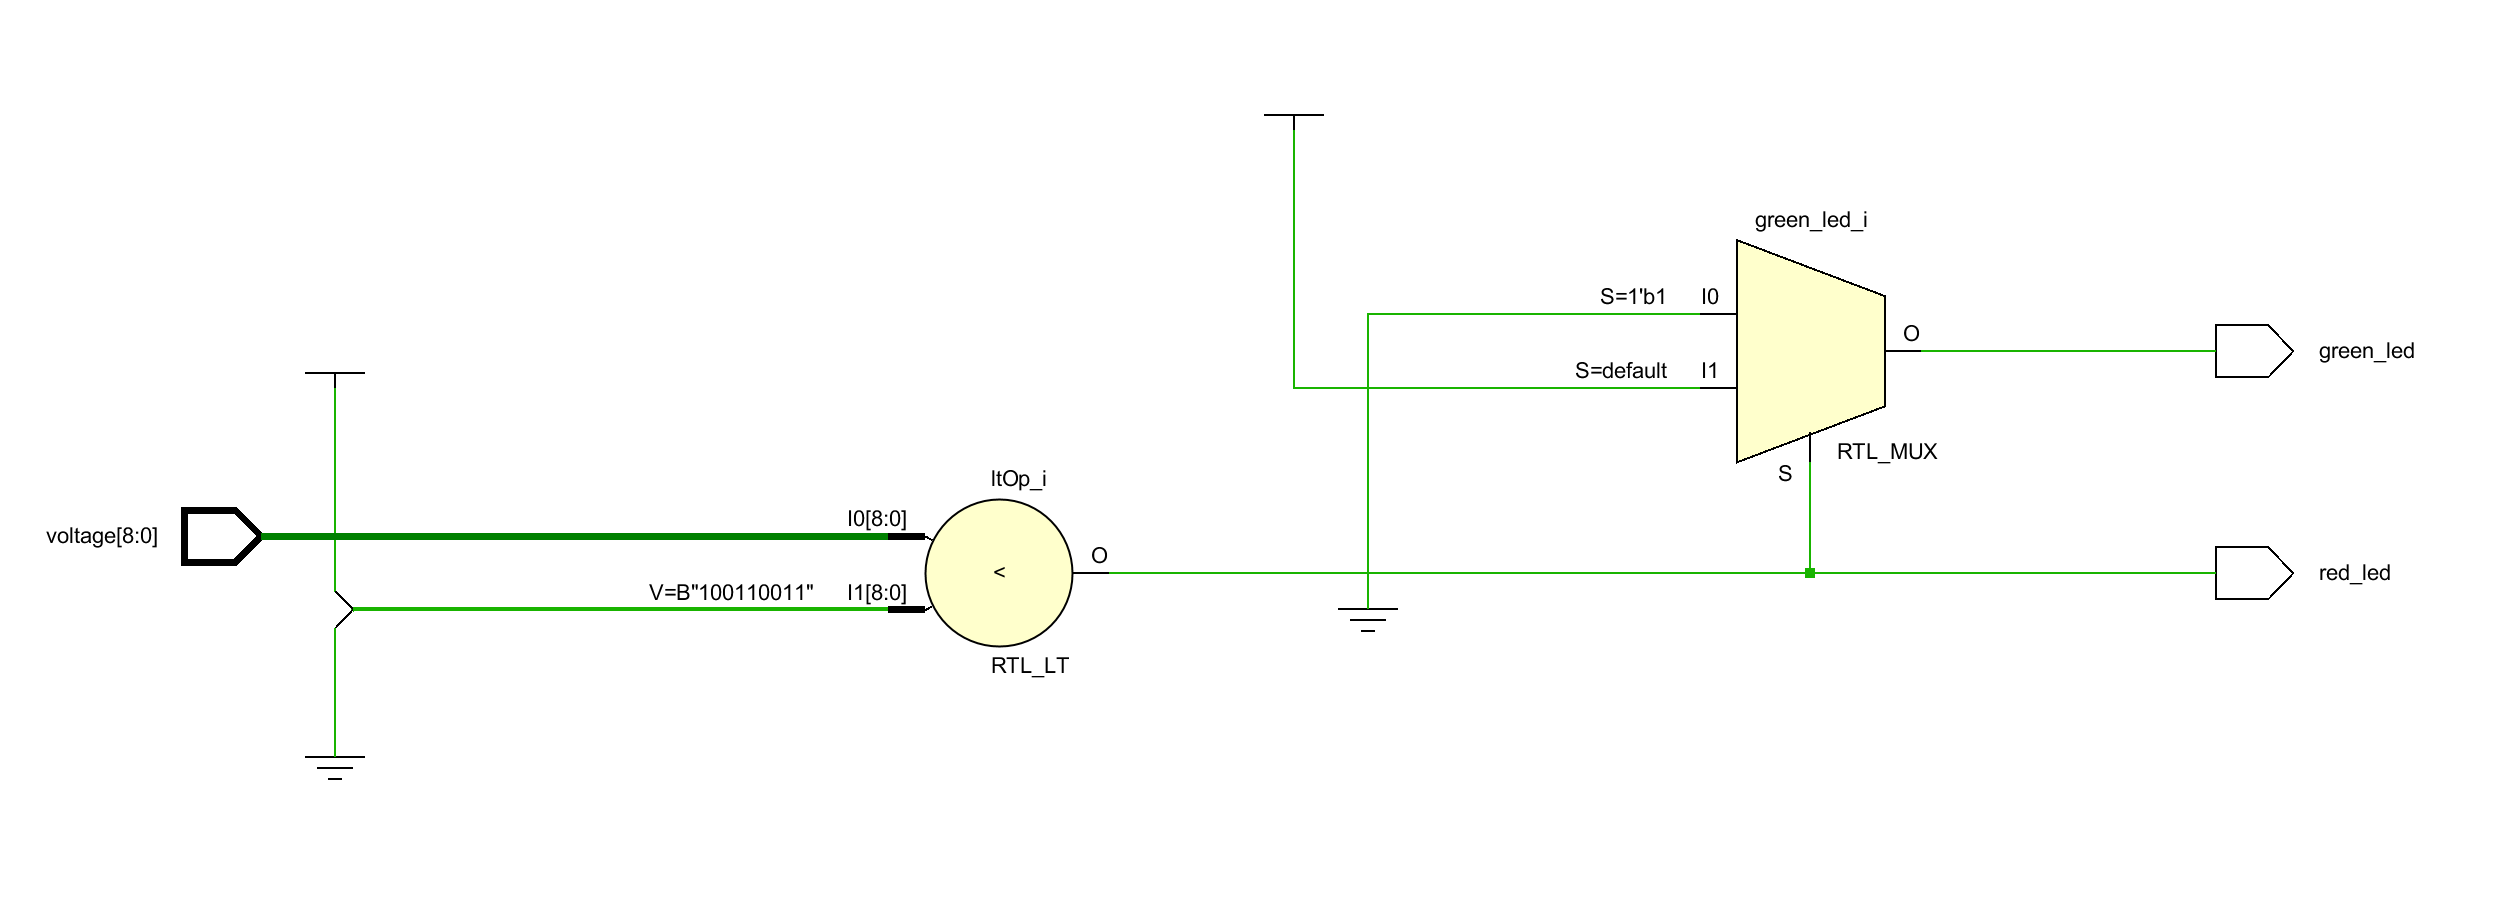 green_led_i
S=1'b1
I0
O
green_led
S=default
I1
RTL_MUX
S
ltOp_i
voltage[8:0]
I0[8:0]
<
O
red_led
V=B"100110011"
I1[8:0]
RTL_LT